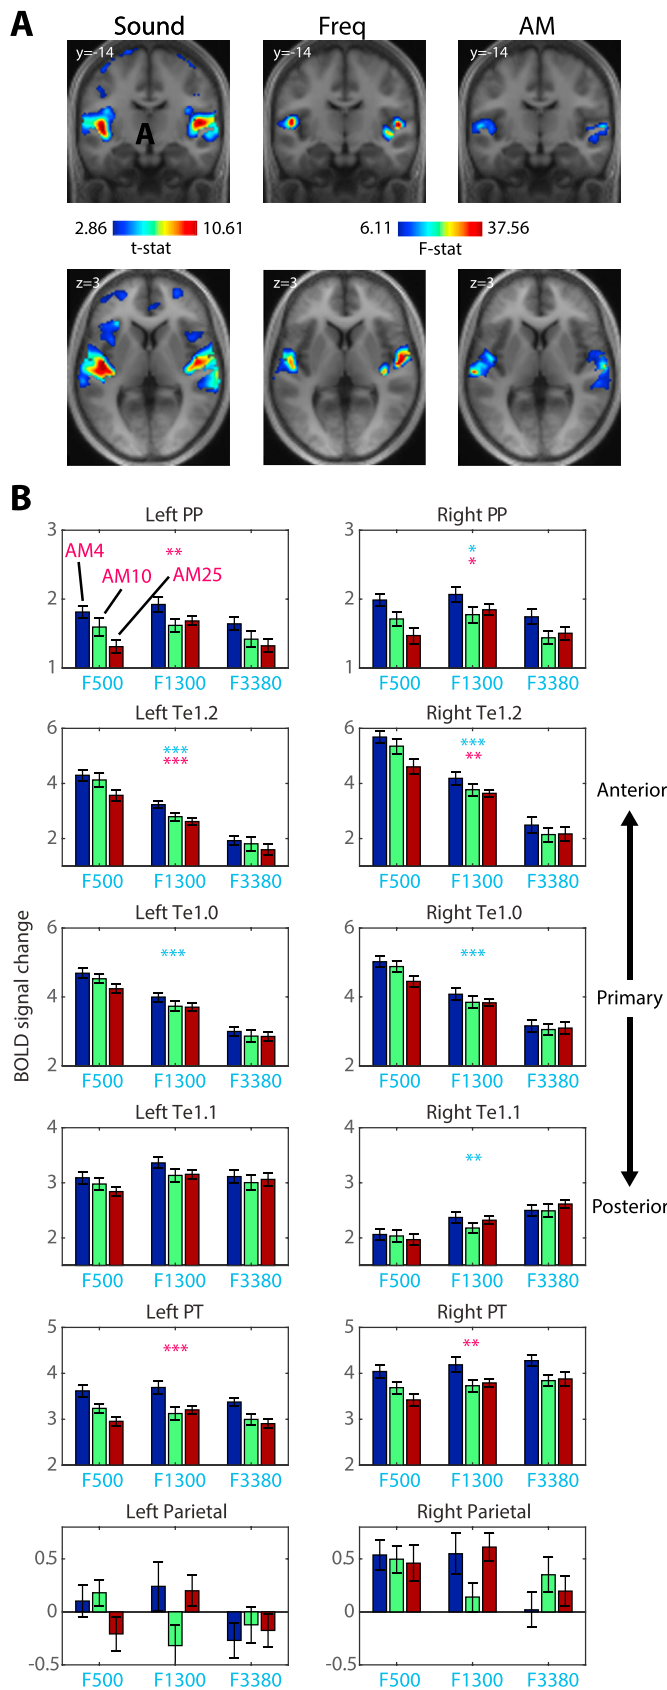 A
Sound Freq AM
y=-14 y=-14 y=-14
A
2.86 10.61 6.11 37.56
t-stat F-stat
z=3 z=3 z=3
B
Left PP Right PP
3 3
AM4 ** *
AM10 AM25 *
2 2
1 1
F500 F1300 F3380 F500 F1300 F3380
Left Te1.2 Right Te1.2
6 6
*** ***
*** **
Anterior
4 4
2 2
F500 F1300 F3380 F500 F1300 F3380
Left Te1.0 Right Te1.0
6 6
*** ***
BOLD signal change
4 4 Primary
2 2
F500 F1300 F3380 F500 F1300 F3380
Left Te1.1 Right Te1.1
4 4
**
3 3
Posterior
2 2
F500 F1300 F3380 F500 F1300 F3380
Left PT Right PT
5 5
*** **
4 4
3 3
2 2
F500 F1300 F3380 F500 F1300 F3380
Left Parietal Right Parietal
0.5 0.5
0 0
-0.5 -0.5
F500 F1300 F3380 F500 F1300 F3380